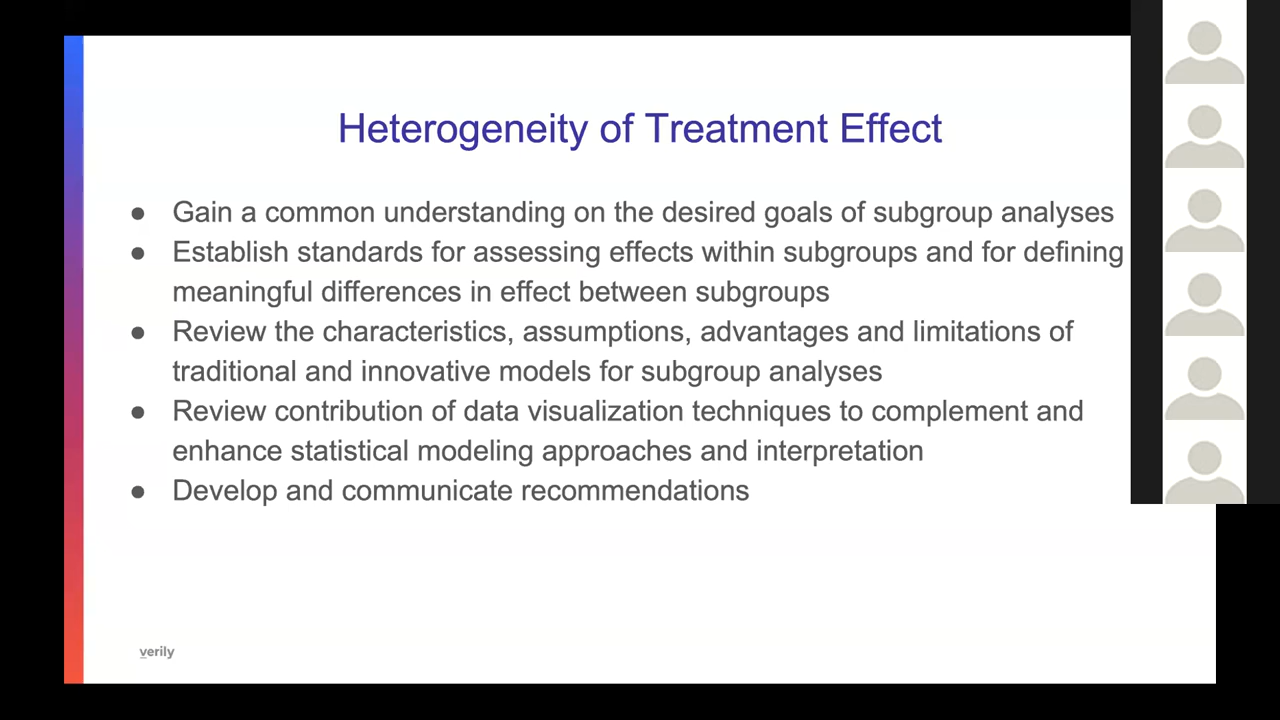 Heterogeneity of Treatment Effect
● Gain a common understanding on the desired goals of subgroup analyses
● Establish standards for assessing effects within subgroups and for defining
meaningful differences in effect between subgroups
● Review the characteristics, assumptions, advantages and limitations of
traditional and innovative models for subgroup analyses
● Review contribution of data visualization techniques to complement and
enhance statistical modeling approaches and interpretation
● Develop and communicate recommendations
verily